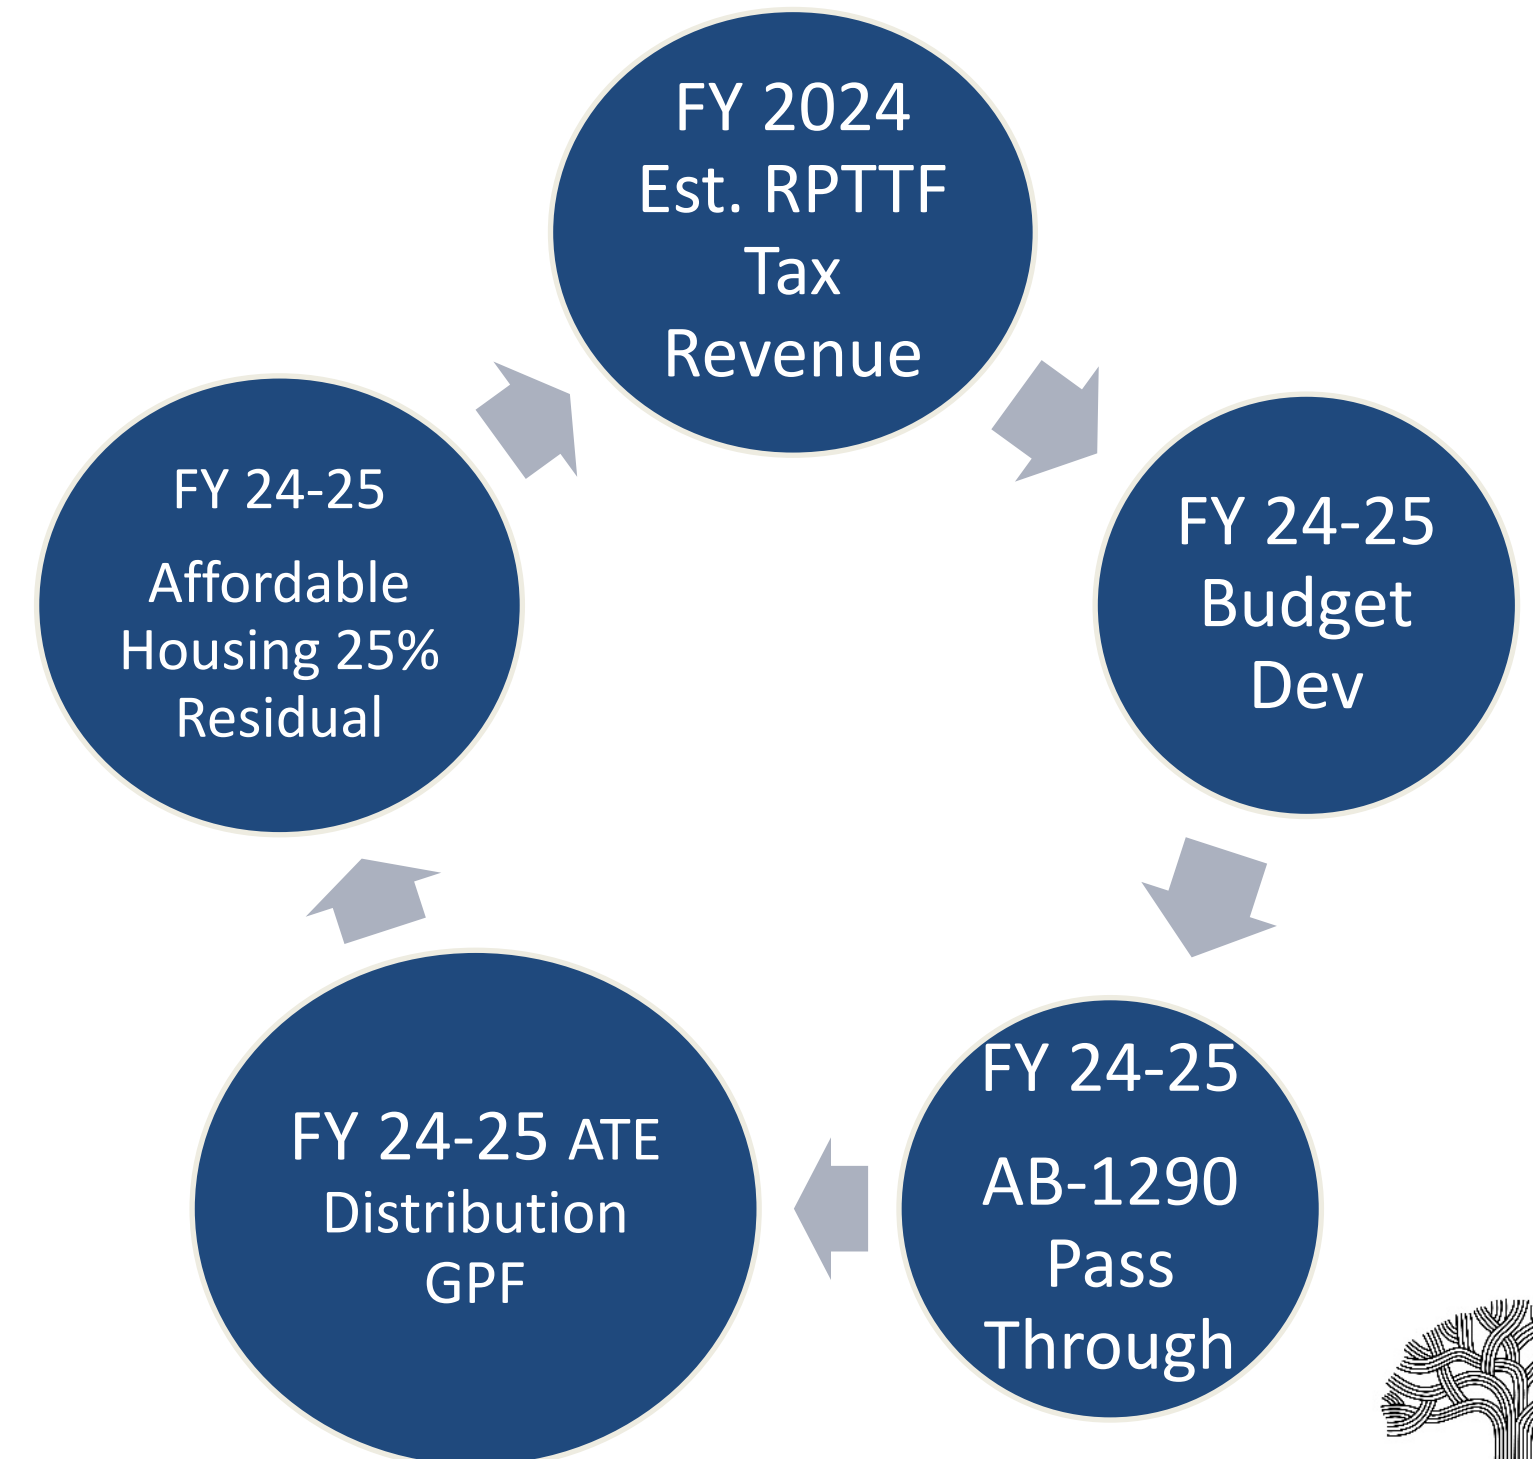 FY 2024
Est. RPTTF
Tax
Revenue
FY 24-25
Budget
Dev
FY 24-25
AB-1290
Pass
Through
FY 24-25 ATE
Distribution
GPF
FY 24-25
Affordable
Housing 25%
Residual